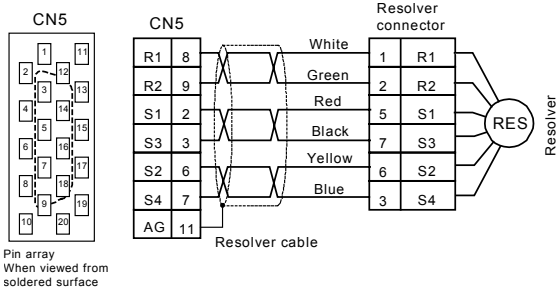 CN5
1
11
2
12
3
13
4
14
5
15
6
16
7
17
8
18
9
19
10
20
Pin array
When viewed from
soldered surface
CN5
R1 8
R2 9
S1 2
S3 3
S2 6
S4 7
AG 11
White
Green
Red
Black
Yellow
Blue
Resolver cable
Resolver
connector
1 R1
2 R2
5 S1
7 S3
6 S2
3 S4
RES
Resolver